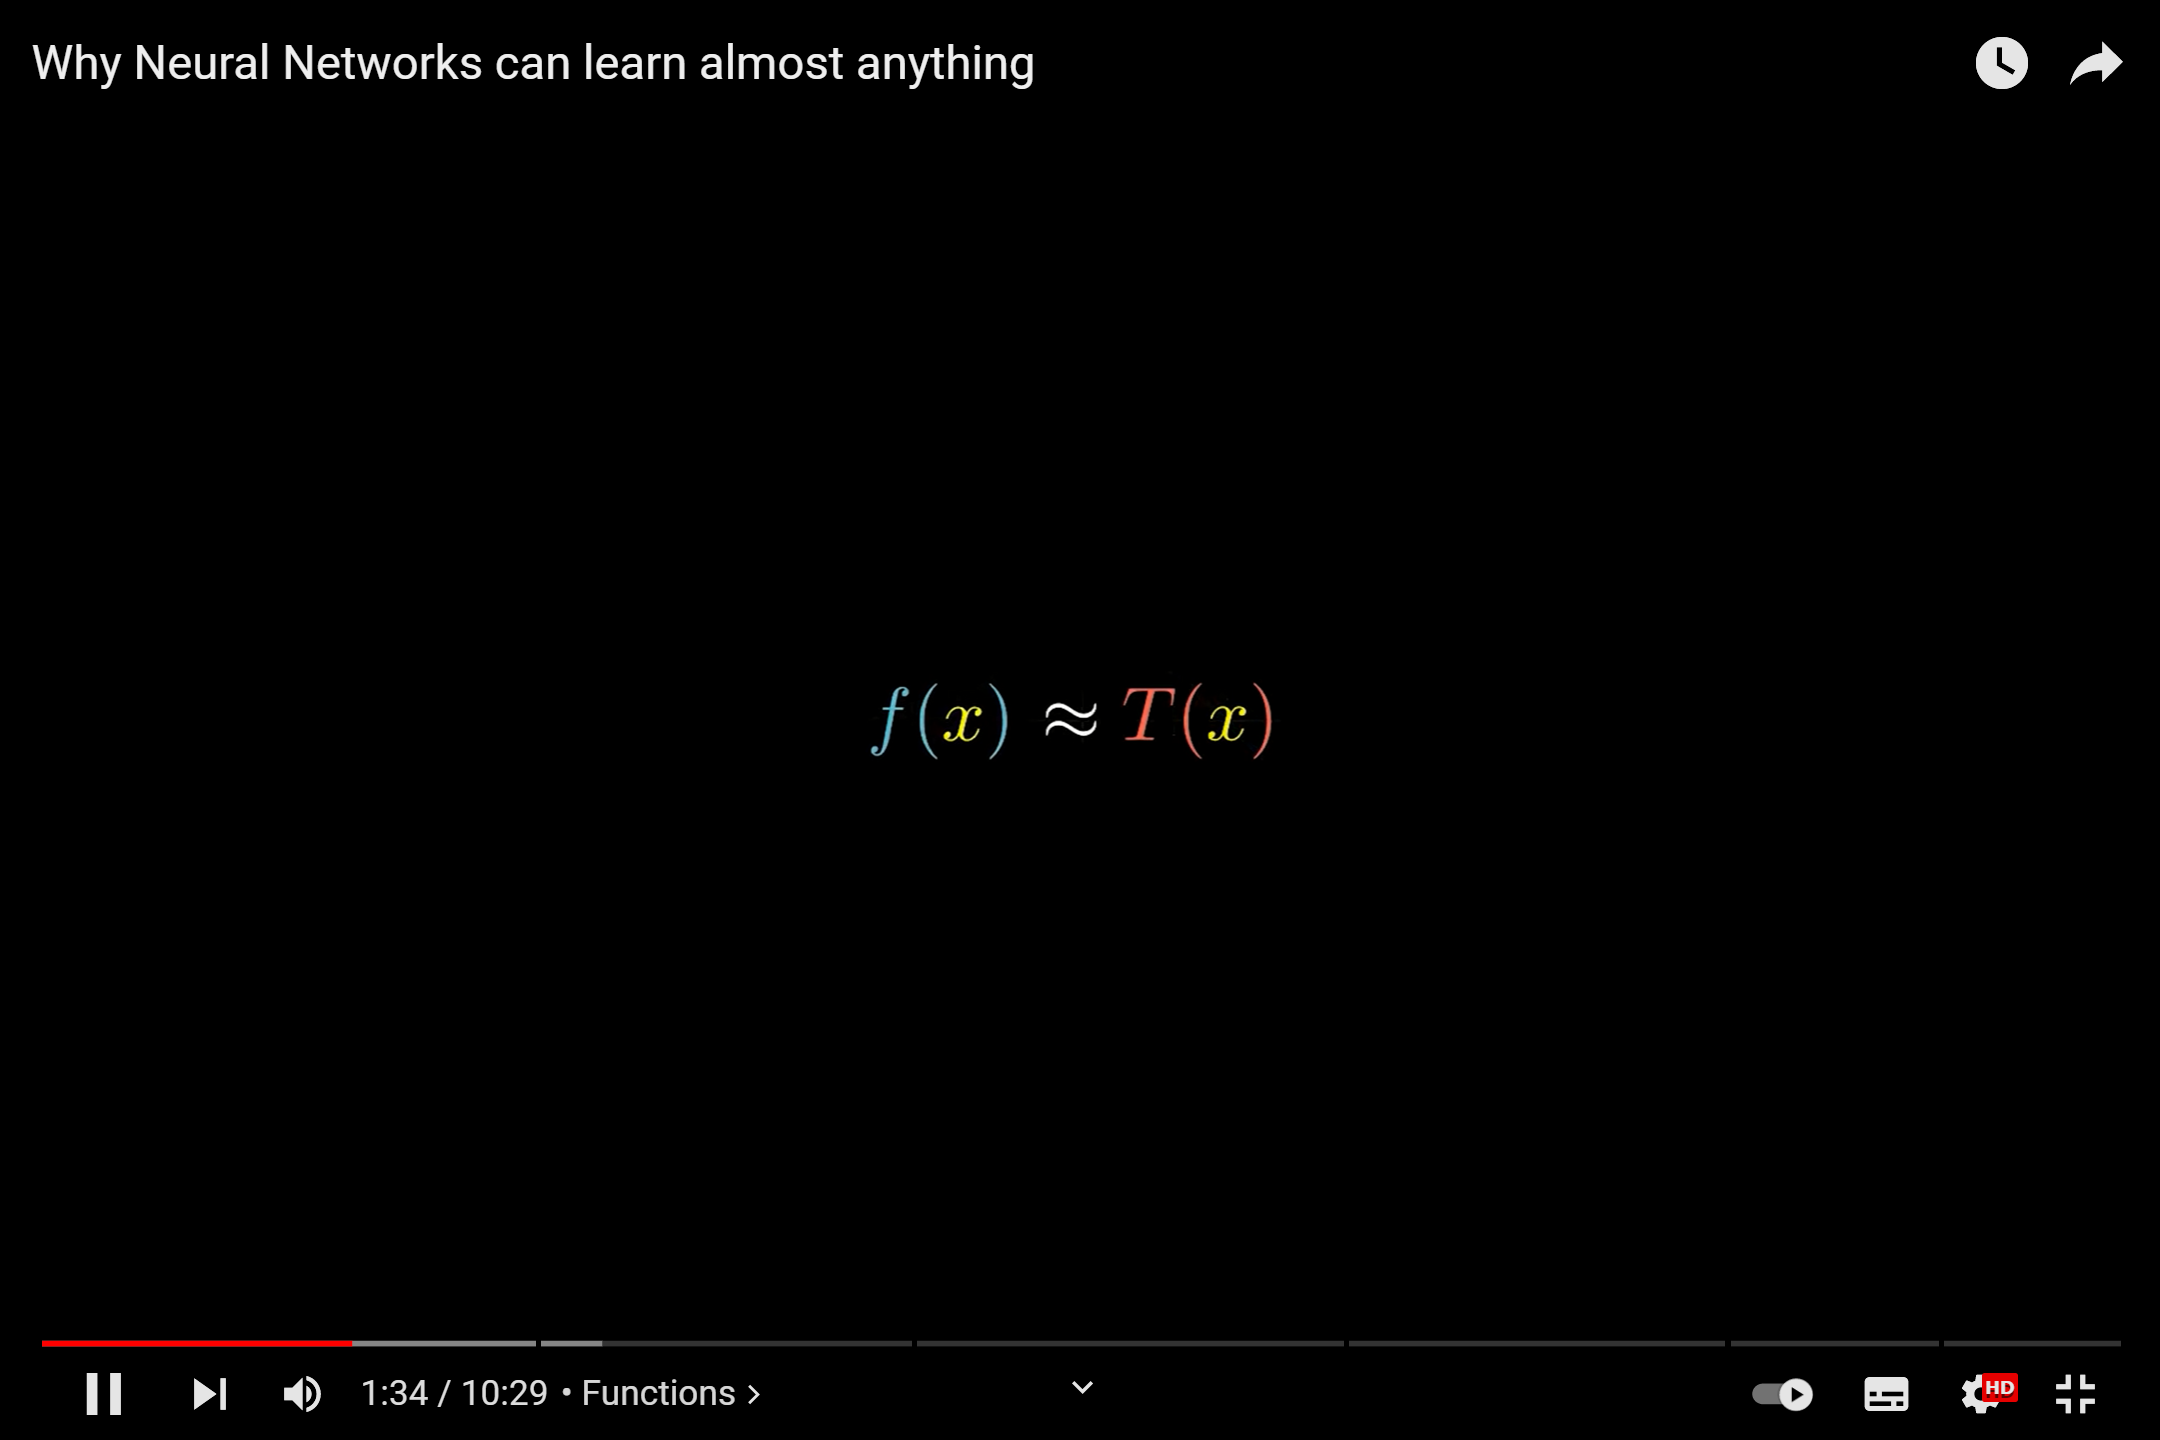 Why Neural Networks can learn almost anything
f(x) ≈ T(x)
1:34 / 10:29 • Functions >
HD